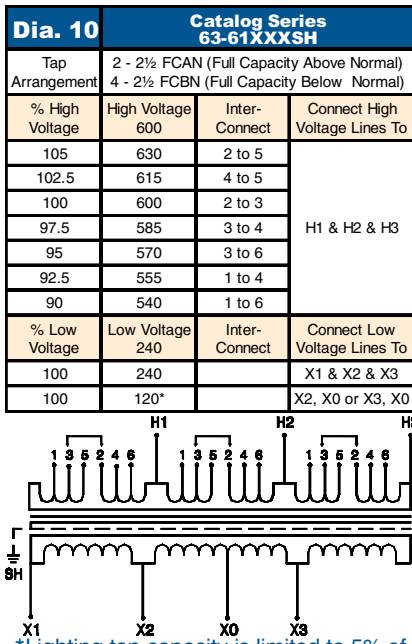 Dia. 10
Catalog Series
63-61XXXSH
Tap
Arrangement
2 - 2½ FCAN (Full Capacity Above Normal)
4 - 2½ FCBN (Full Capacity Below Normal)
% High
Voltage
High Voltage
600
Inter-
Connect
Connect High
Voltage Lines To
105 630 2 to 5
102.5 615 4 to 5
100 600 2 to 3
97.5 585 3 to 4
95 570 3 to 6
92.5 555 1 to 4
90 540 1 to 6
H1 & H2 & H3
% Low
Voltage
Low Voltage
240
Inter-
Connect
Connect Low
Voltage Lines To
100 240 X1 & X2 & X3
100 120* X2, X0 or X3, X0
H1 H2
1 3 5 2 4 6 1 3 5 2 4 6 1 3 5 2 4 6
SH
X1 X2 X0 X3
*Lighting tap capacity is limited to 5% of